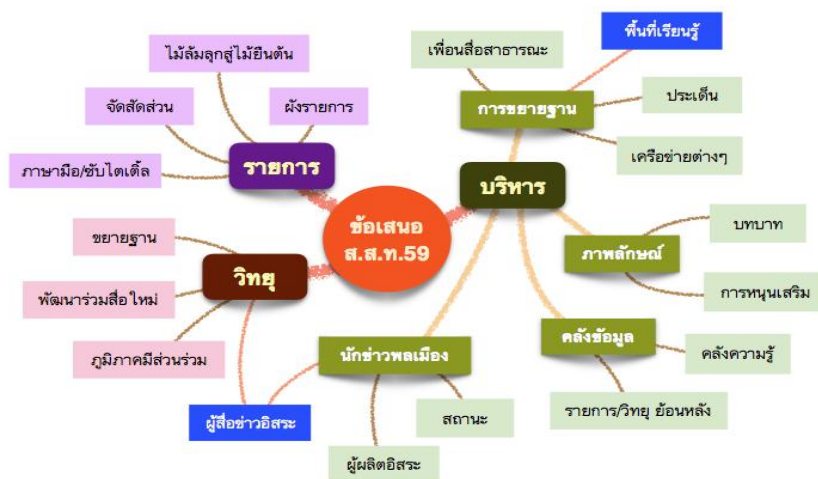 ไม้ล้มลุกสู่ไม้ยืนต้น
จัดสัดส่วน
ผังรายการ
ภาษามือ/ซับไตเติ้ล
รายการ
ข้อเสนอ
ส.ส.ท.59
วิทยุ
ขยายฐาน
พัฒนาร่วมสื่อใหม่
ภูมิภาคมีส่วนร่วม
ผู้สื่อข่าวอิสระ
บริหาร
การขยายฐาน
เพื่อนสื่อสาธารณะ
พื้นที่เรียนรู้
ประเด็น
เครือข่ายต่างๆ
ภาพลักษณ์
บทบาท
การหนุนเสริม
คลังข้อมูล
คลังความรู้
รายการ/วิทยุ ย้อนหลัง
นักข่าวพลเมือง
สถานะ
ผู้ผลิตอิสระ